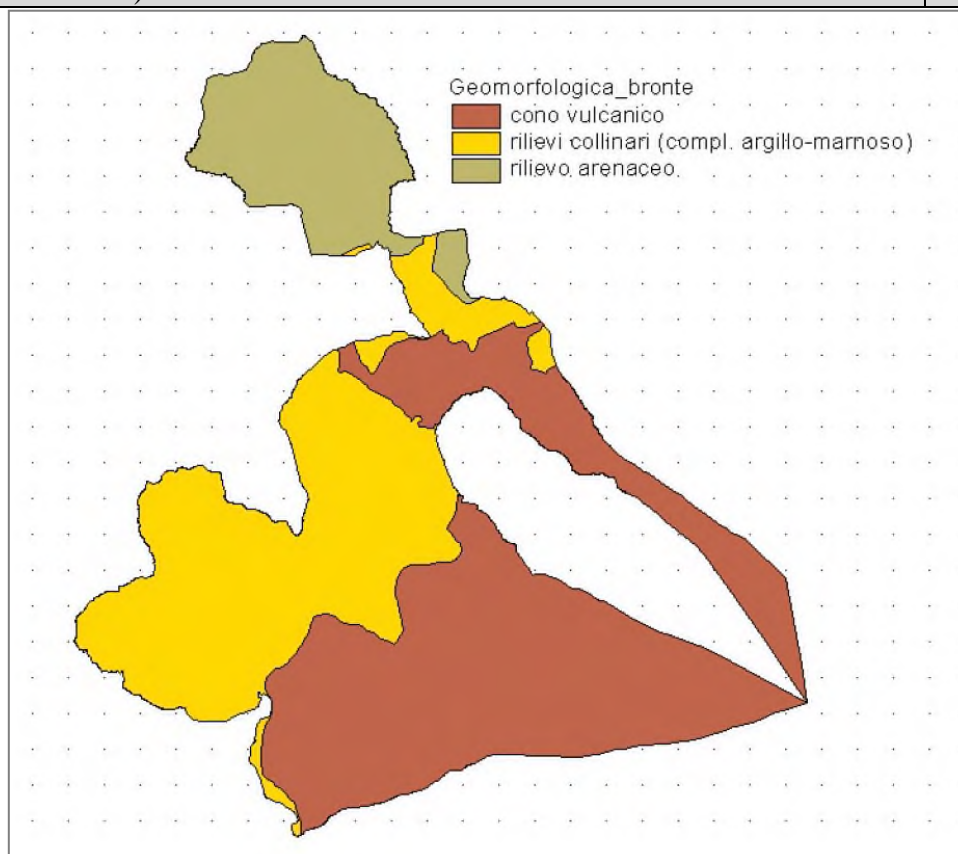 Geomorfologica_bronte
cono vulcanico
rilievi collinari (compl. argillo-marnoso)
rilievo arenaceo